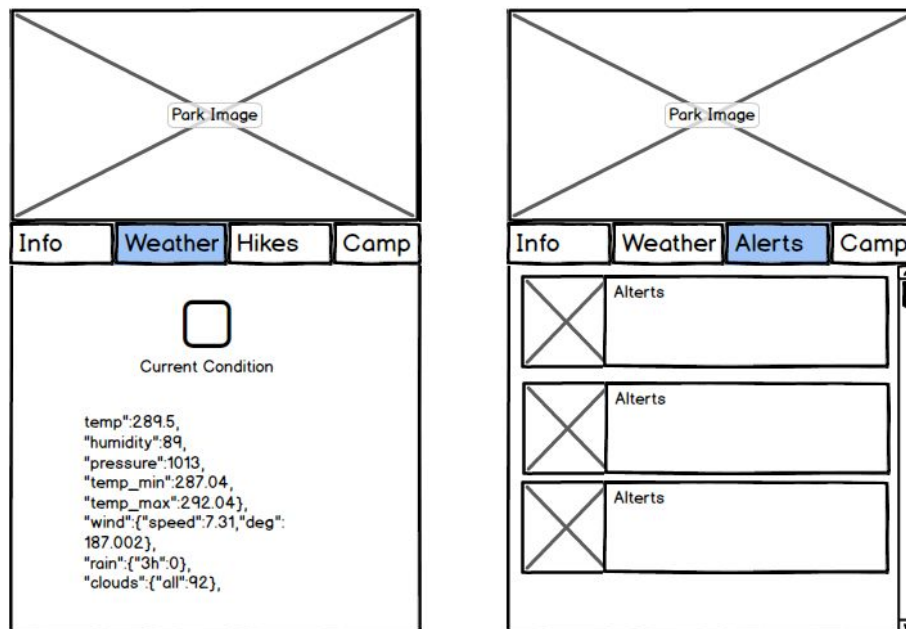 Park Image
Info Weather Hikes Camp
Current Condition
temp":289.5,
"humidity":89,
"pressure":1013,
"temp_min":287.04,
"temp_max":292.04},
"wind":{"speed":7.31,"deg":
187.002},
"rain":{"3h":0},
"clouds":{"all":92},
Park Image
Info Weather Alerts Camp
Alterts
Alterts
Alterts